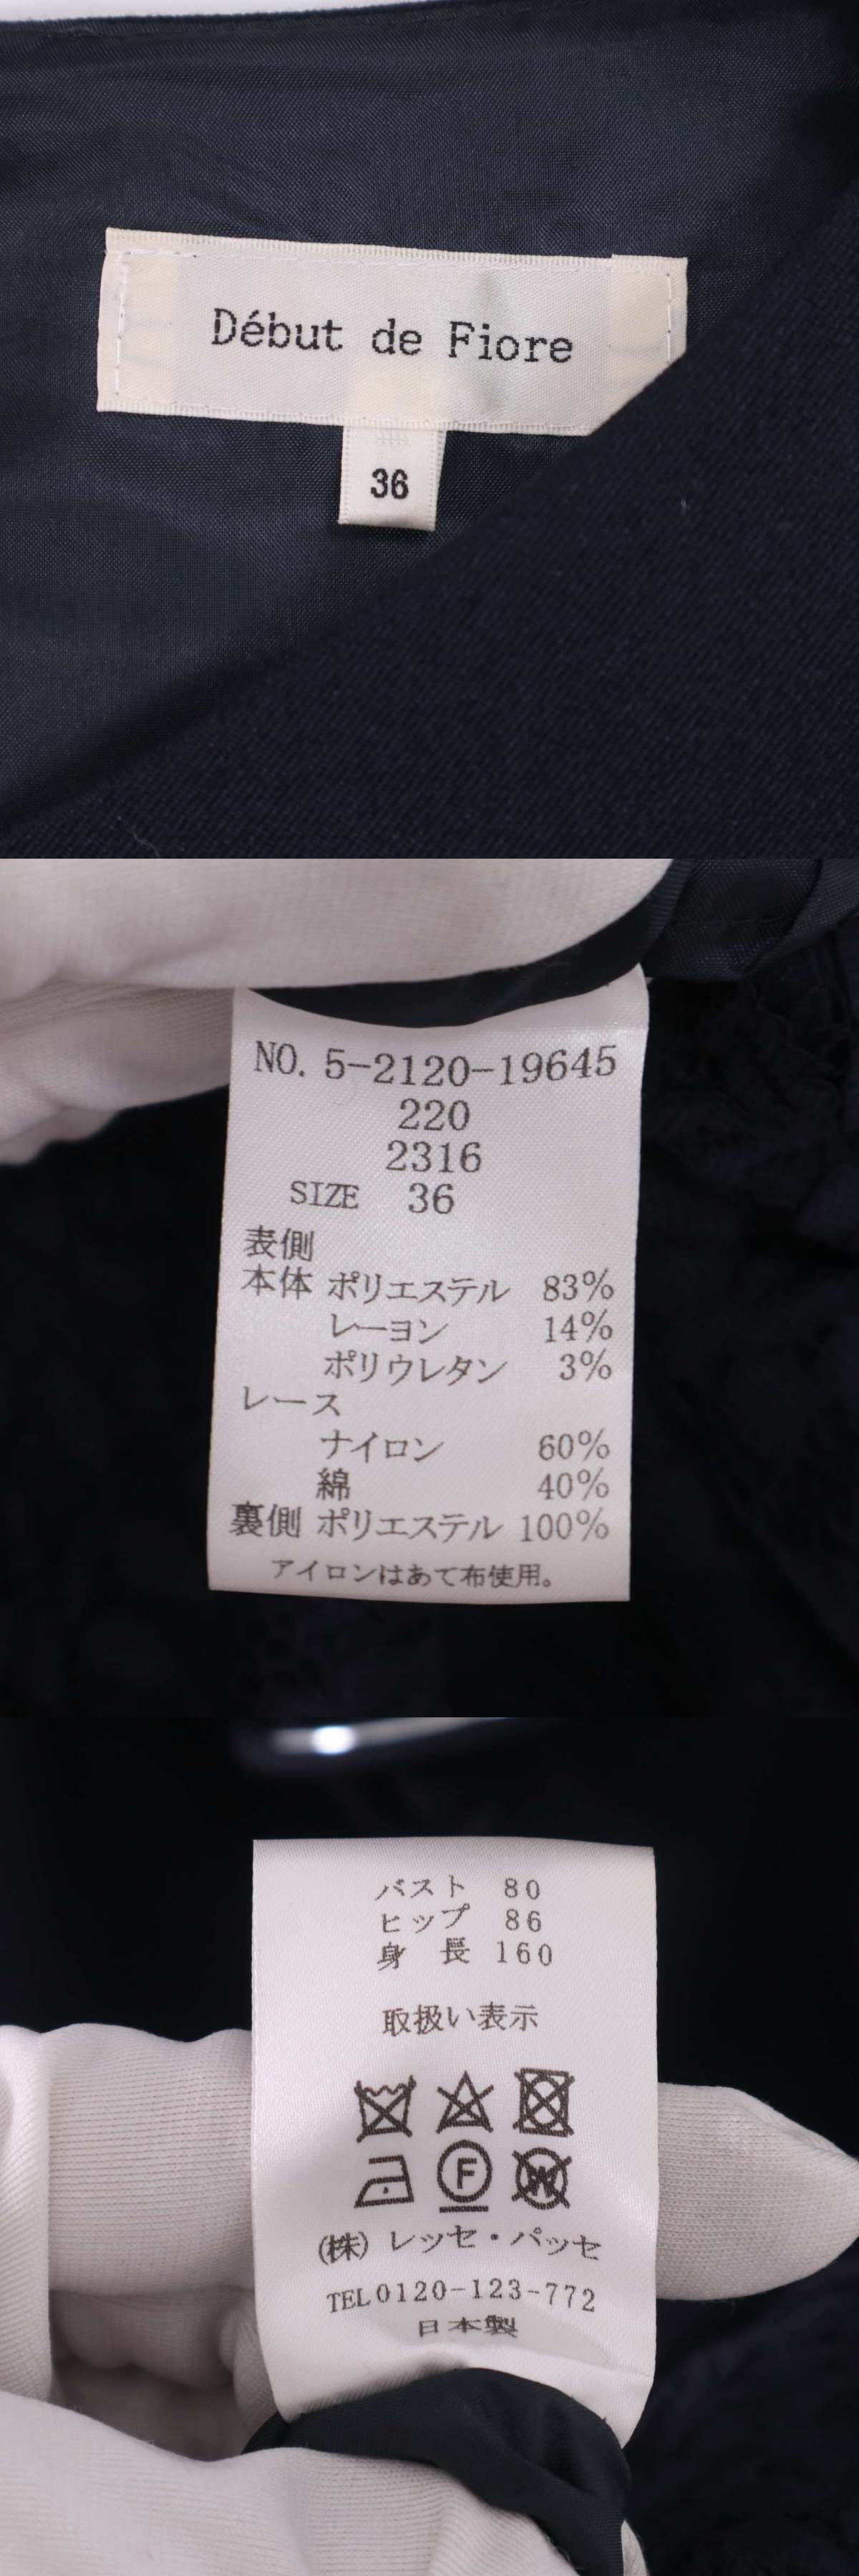 Début de Fiore
36
NO. 5-2120-19645
220
2316
SIZE 36
表側
本体 ポリエステル 83%
レーヨン 14%
ポリウレタン 3%
レース
ナイロン 60%
綿 40%
裏側 ポリエステル 100%
アイロンはあて布使用。
バスト 80
ヒップ 86
身長 160
取扱い表示
F W
(株) レッセ・パッセ
TEL0120-123-772
日本製